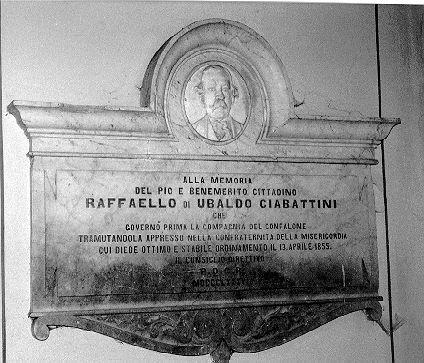 ALLA MEMORIA
DEL PIO E BENEMERITO CITTADINO
RAFFAELLO DI UBALDO CIABATTINI
CHE
GOVERNÒ PRIMA LA COMPAGNIA DEL CONFALONE
TRAMUTANDOLA APPRESSO NELLA CONFRATERNITA DELLA MISERICORDIA
CUI DIEDE OTTIMO E STABILE ORDINAMENTO IL 13 APRILE 1855.
IL CONSIGLIO DIRETTIVO